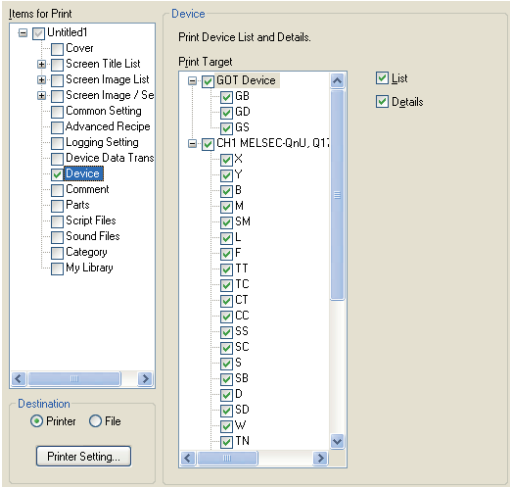 Items for Print
Untitled1
Cover
Screen Title List
Screen Image List
Screen Image / Se
Common Setting
Advanced Recipe
Logging Setting
Device Data Trans
Device
Comment
Parts
Script Files
Sound Files
Category
My Library
Destination
Printer
File
Printer Setting...
Device
Print Device List and Details.
Print Target
GOT Device
GB
GD
GS
CH1 MELSEC-QnU, Q17
X
Y
B
M
SM
L
F
TT
TC
CT
CC
SS
SC
S
SB
D
SD
W
TN
List
Details